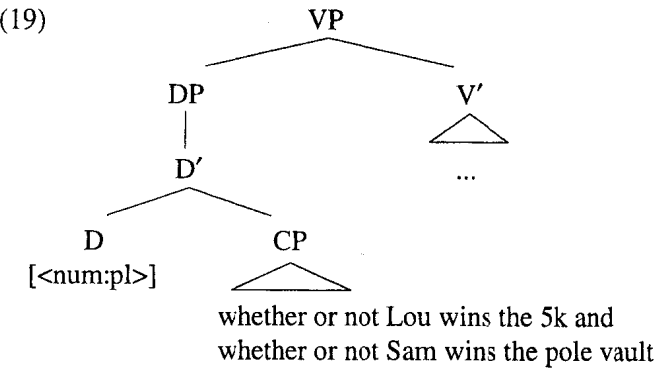 (19)
VP
DP V′
D′
...
D CP
[<num:pl>]
whether or not Lou wins the 5k and
whether or not Sam wins the pole vault